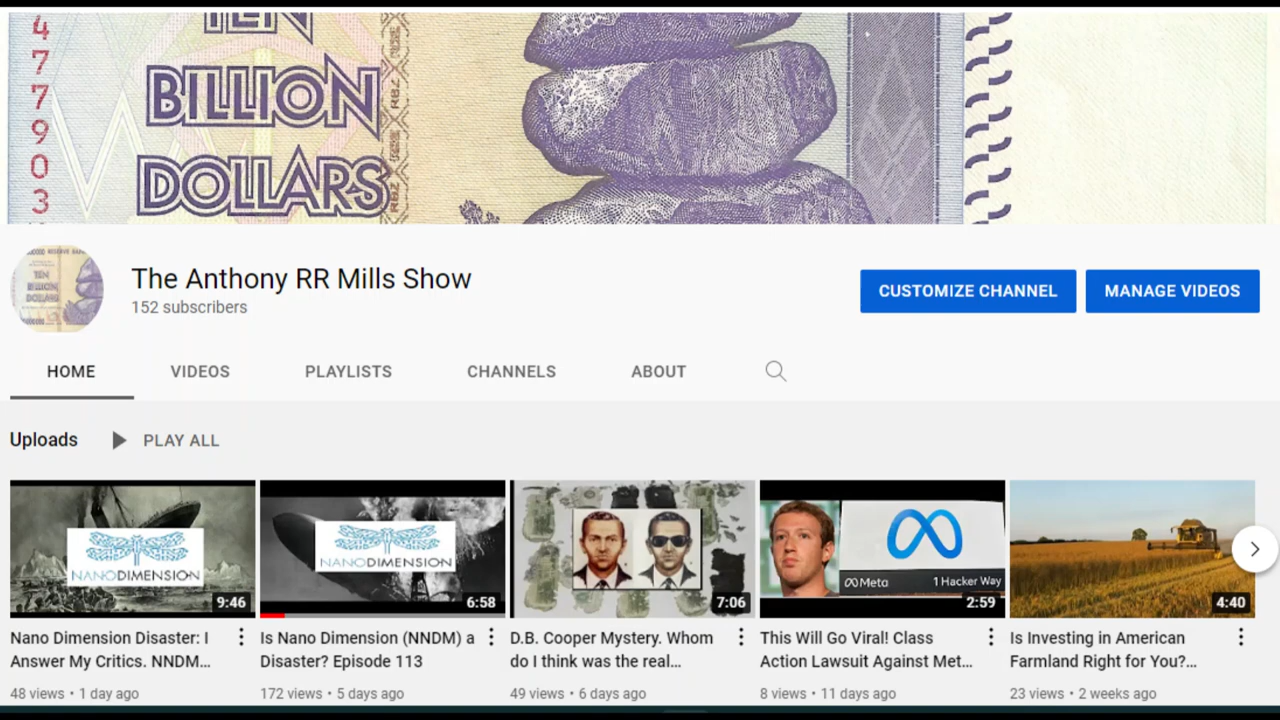 4
7
7
9
0
3
TEN
BILLION
DOLLARS
RBZ
TEN
BILLION
DOLLARS
The Anthony RR Mills Show
152 subscribers
CUSTOMIZE CHANNEL
MANAGE VIDEOS
HOME
VIDEOS
PLAYLISTS
CHANNELS
ABOUT
Uploads
PLAY ALL
NANODIMENSION
9:46
NANODIMENSION
6:58
7:06
Meta
1 Hacker Way
2:59
4:40
Nano Dimension Disaster: I
Answer My Critics. NNDM...
48 views • 1 day ago
Is Nano Dimension (NNDM) a
Disaster? Episode 113
172 views • 5 days ago
D.B. Cooper Mystery. Whom
do I think was the real...
49 views • 6 days ago
This Will Go Viral! Class
Action Lawsuit Against Met...
8 views • 11 days ago
Is Investing in American
Farmland Right for You?...
23 views • 2 weeks ago